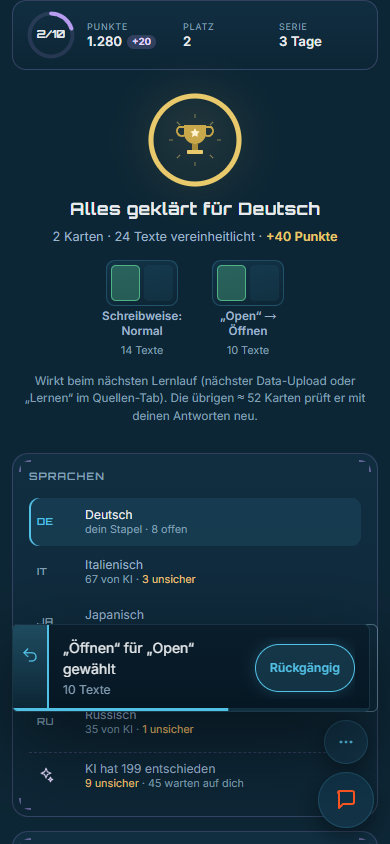 2/10
PUNKTE
1.280 +20
PLATZ
2
SERIE
3 Tage
Alles geklärt für Deutsch
2 Karten · 24 Texte vereinheitlicht · +40 Punkte
Schreibweise:
Normal
14 Texte
„Open“ →
Öffnen
10 Texte
Wirkt beim nächsten Lernlauf (nächster Data-Upload oder
„Lernen“ im Quellen-Tab). Die übrigen ≈ 52 Karten prüft er mit
deinen Antworten neu.
SPRACHEN
DE
Deutsch
dein Stapel · 8 offen
IT
Italienisch
67 von KI · 3 unsicher
JA
Japanisch
„Öffnen“ für „Open“
gewählt
10 Texte
Rückgängig
RU
Russisch
35 von KI · 1 unsicher
KI hat 199 entschieden
9 unsicher · 45 warten auf dich